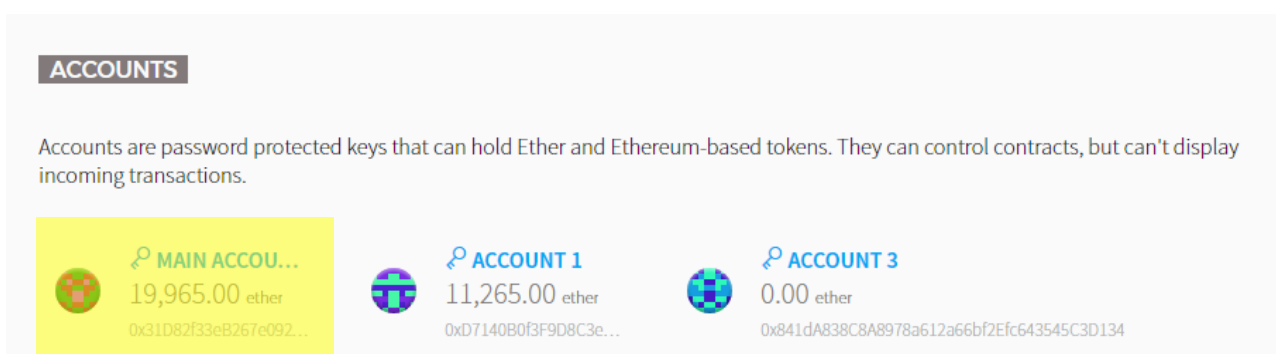 ACCOUNTS
Accounts are password protected keys that can hold Ether and Ethereum-based tokens. They can control contracts, but can't display
incoming transactions.
MAIN ACCOU...
19,965.00 ether
0x31D82f33eB267e092...
ACCOUNT 1
11,265.00 ether
0xD7140B0f3F9D8C3e...
ACCOUNT 3
0.00 ether
0x841dA838C8A8978a612a66bf2Efc643545C3D134